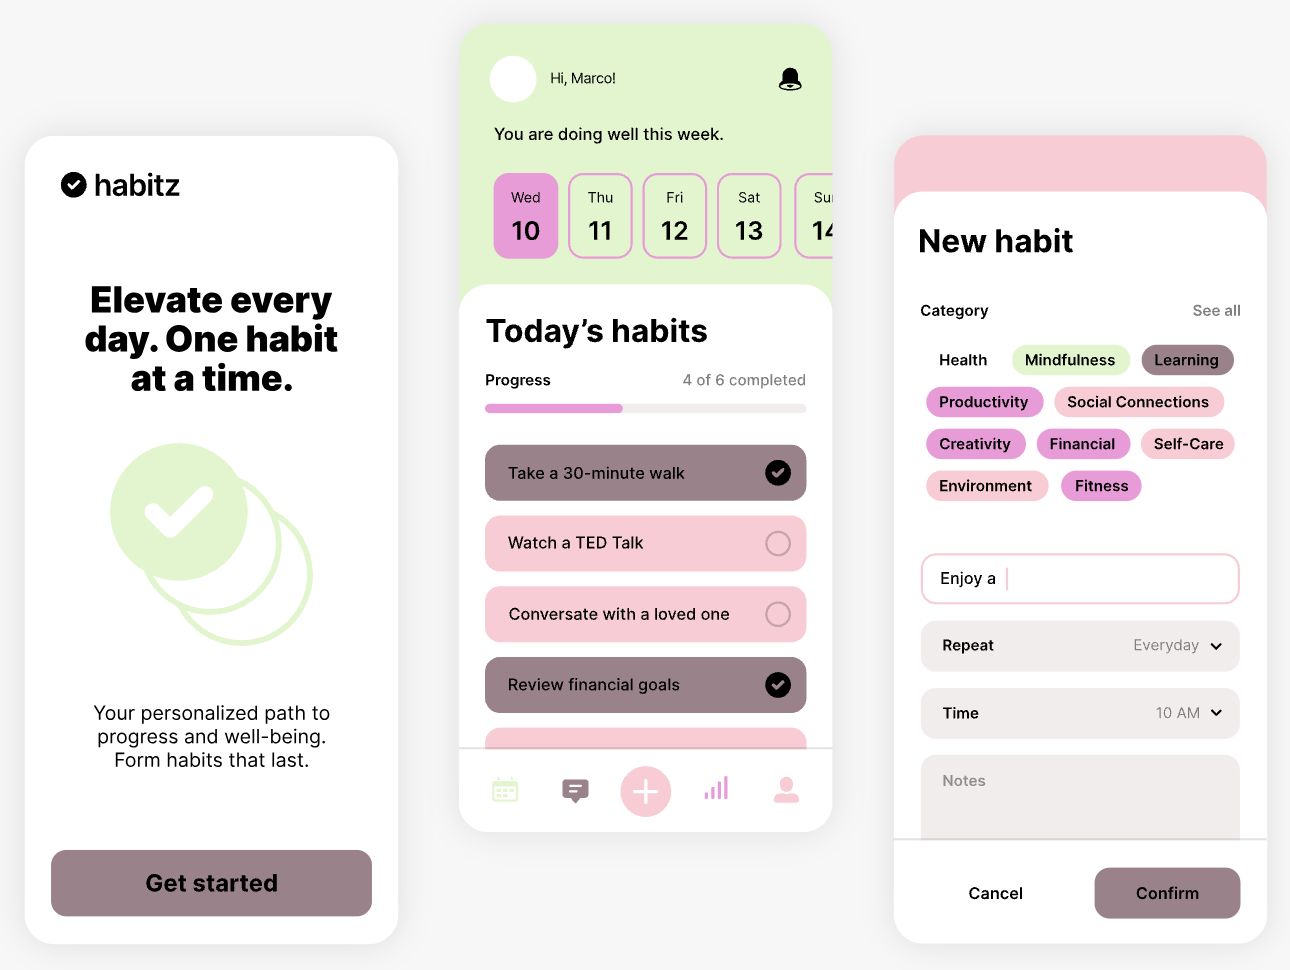 habitz
Elevate every
day. One habit
at a time.
Your personalized path to
progress and well-being.
Form habits that last.
Get started
Hi, Marco!
You are doing well this week.
Wed Thu Fri Sat Sun
10 11 12 13 14
Today's habits
Progress 4 of 6 completed
Take a 30-minute walk
Watch a TED Talk
Conversate with a loved one
Review financial goals
New habit
Category See all
Health Mindfulness Learning
Productivity Social Connections
Creativity Financial Self-Care
Environment Fitness
Enjoy a
Repeat Everyday
Time 10 AM
Notes
Cancel Confirm